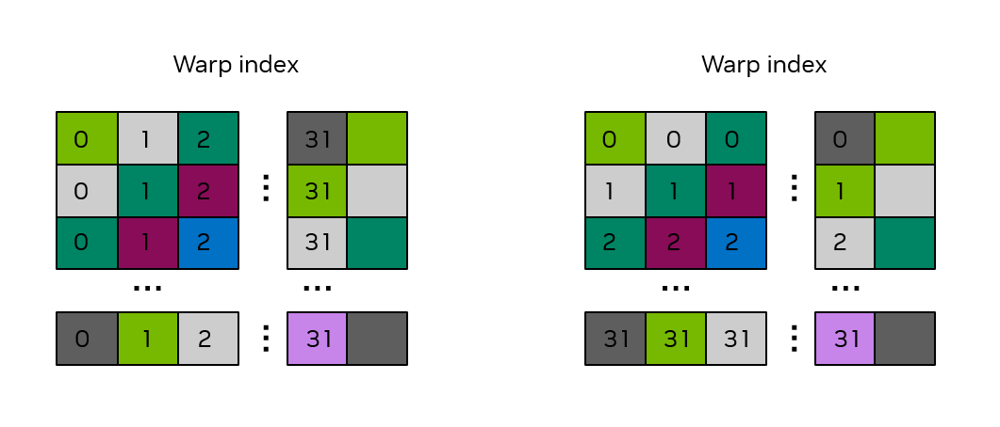 Warp index
0 1 2 ⋮ 31
0 1 2 31
0 1 2 31
... ...
0 1 2 ⋮ 31
Warp index
0 0 0 ⋮ 0
1 1 1 1
2 2 2 2
... ...
31 31 31 ⋮ 31